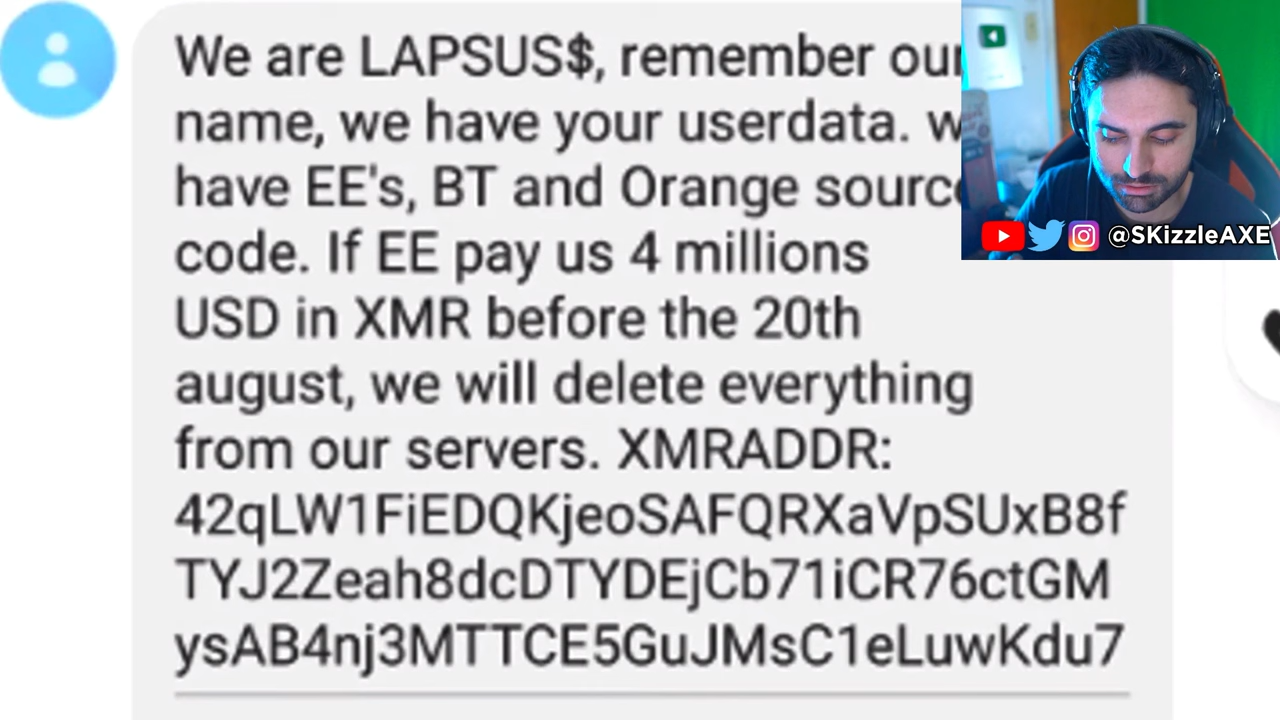 We are LAPSUS$, remember our
name, we have your userdata.
have EE's, BT and Orange
code. If EE pay us 4 millions
USD in XMR before the 20th
august, we will delete everything
from our servers. XMRADDR:
42qLW1FiEDQKjeoSAFQRXaVpSUxB8f
TYJ2Zeah8dcDTYDEjCb71iCR76ctGM
ysAB4nj3MTTCE5GuJMsC1eLuwKdu7
@SKizzleAXE